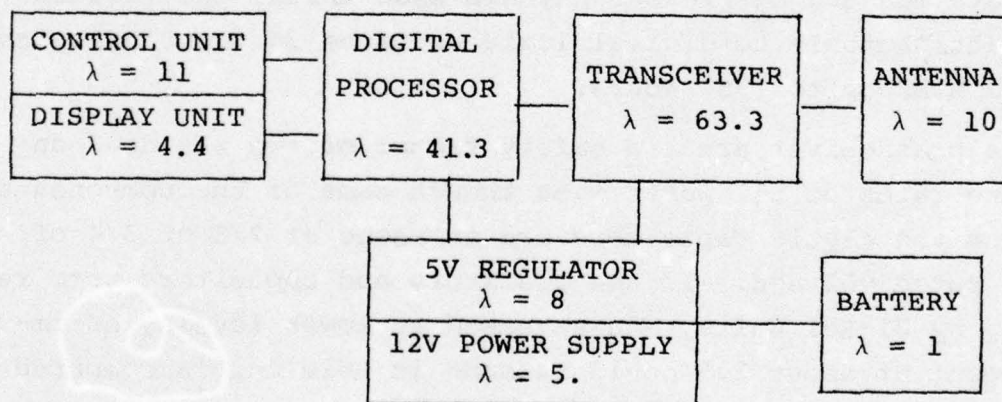 CONTROL UNIT
λ = 11
DISPLAY UNIT
λ = 4.4
DIGITAL
PROCESSOR
λ = 41.3
TRANSCEIVER
λ = 63.3
ANTENNA
λ = 10
5V REGULATOR
λ = 8
12V POWER SUPPLY
λ = 5.
BATTERY
λ = 1